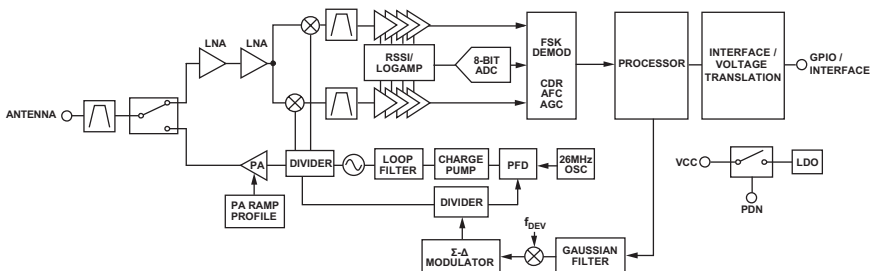 LNA
LNA
RSSI/
LOGAMP
8-BIT
ADC
FSK
DEMOD
CDR
AFC
AGC
PROCESSOR
INTERFACE /
VOLTAGE
TRANSLATION
GPIO /
INTERFACE
ANTENNA
PA
DIVIDER
LOOP
FILTER
CHARGE
PUMP
PFD
26MHz
OSC
VCC
LDO
PDN
PA RAMP
PROFILE
DIVIDER
fDEV
Σ-Δ
MODULATOR
GAUSSIAN
FILTER